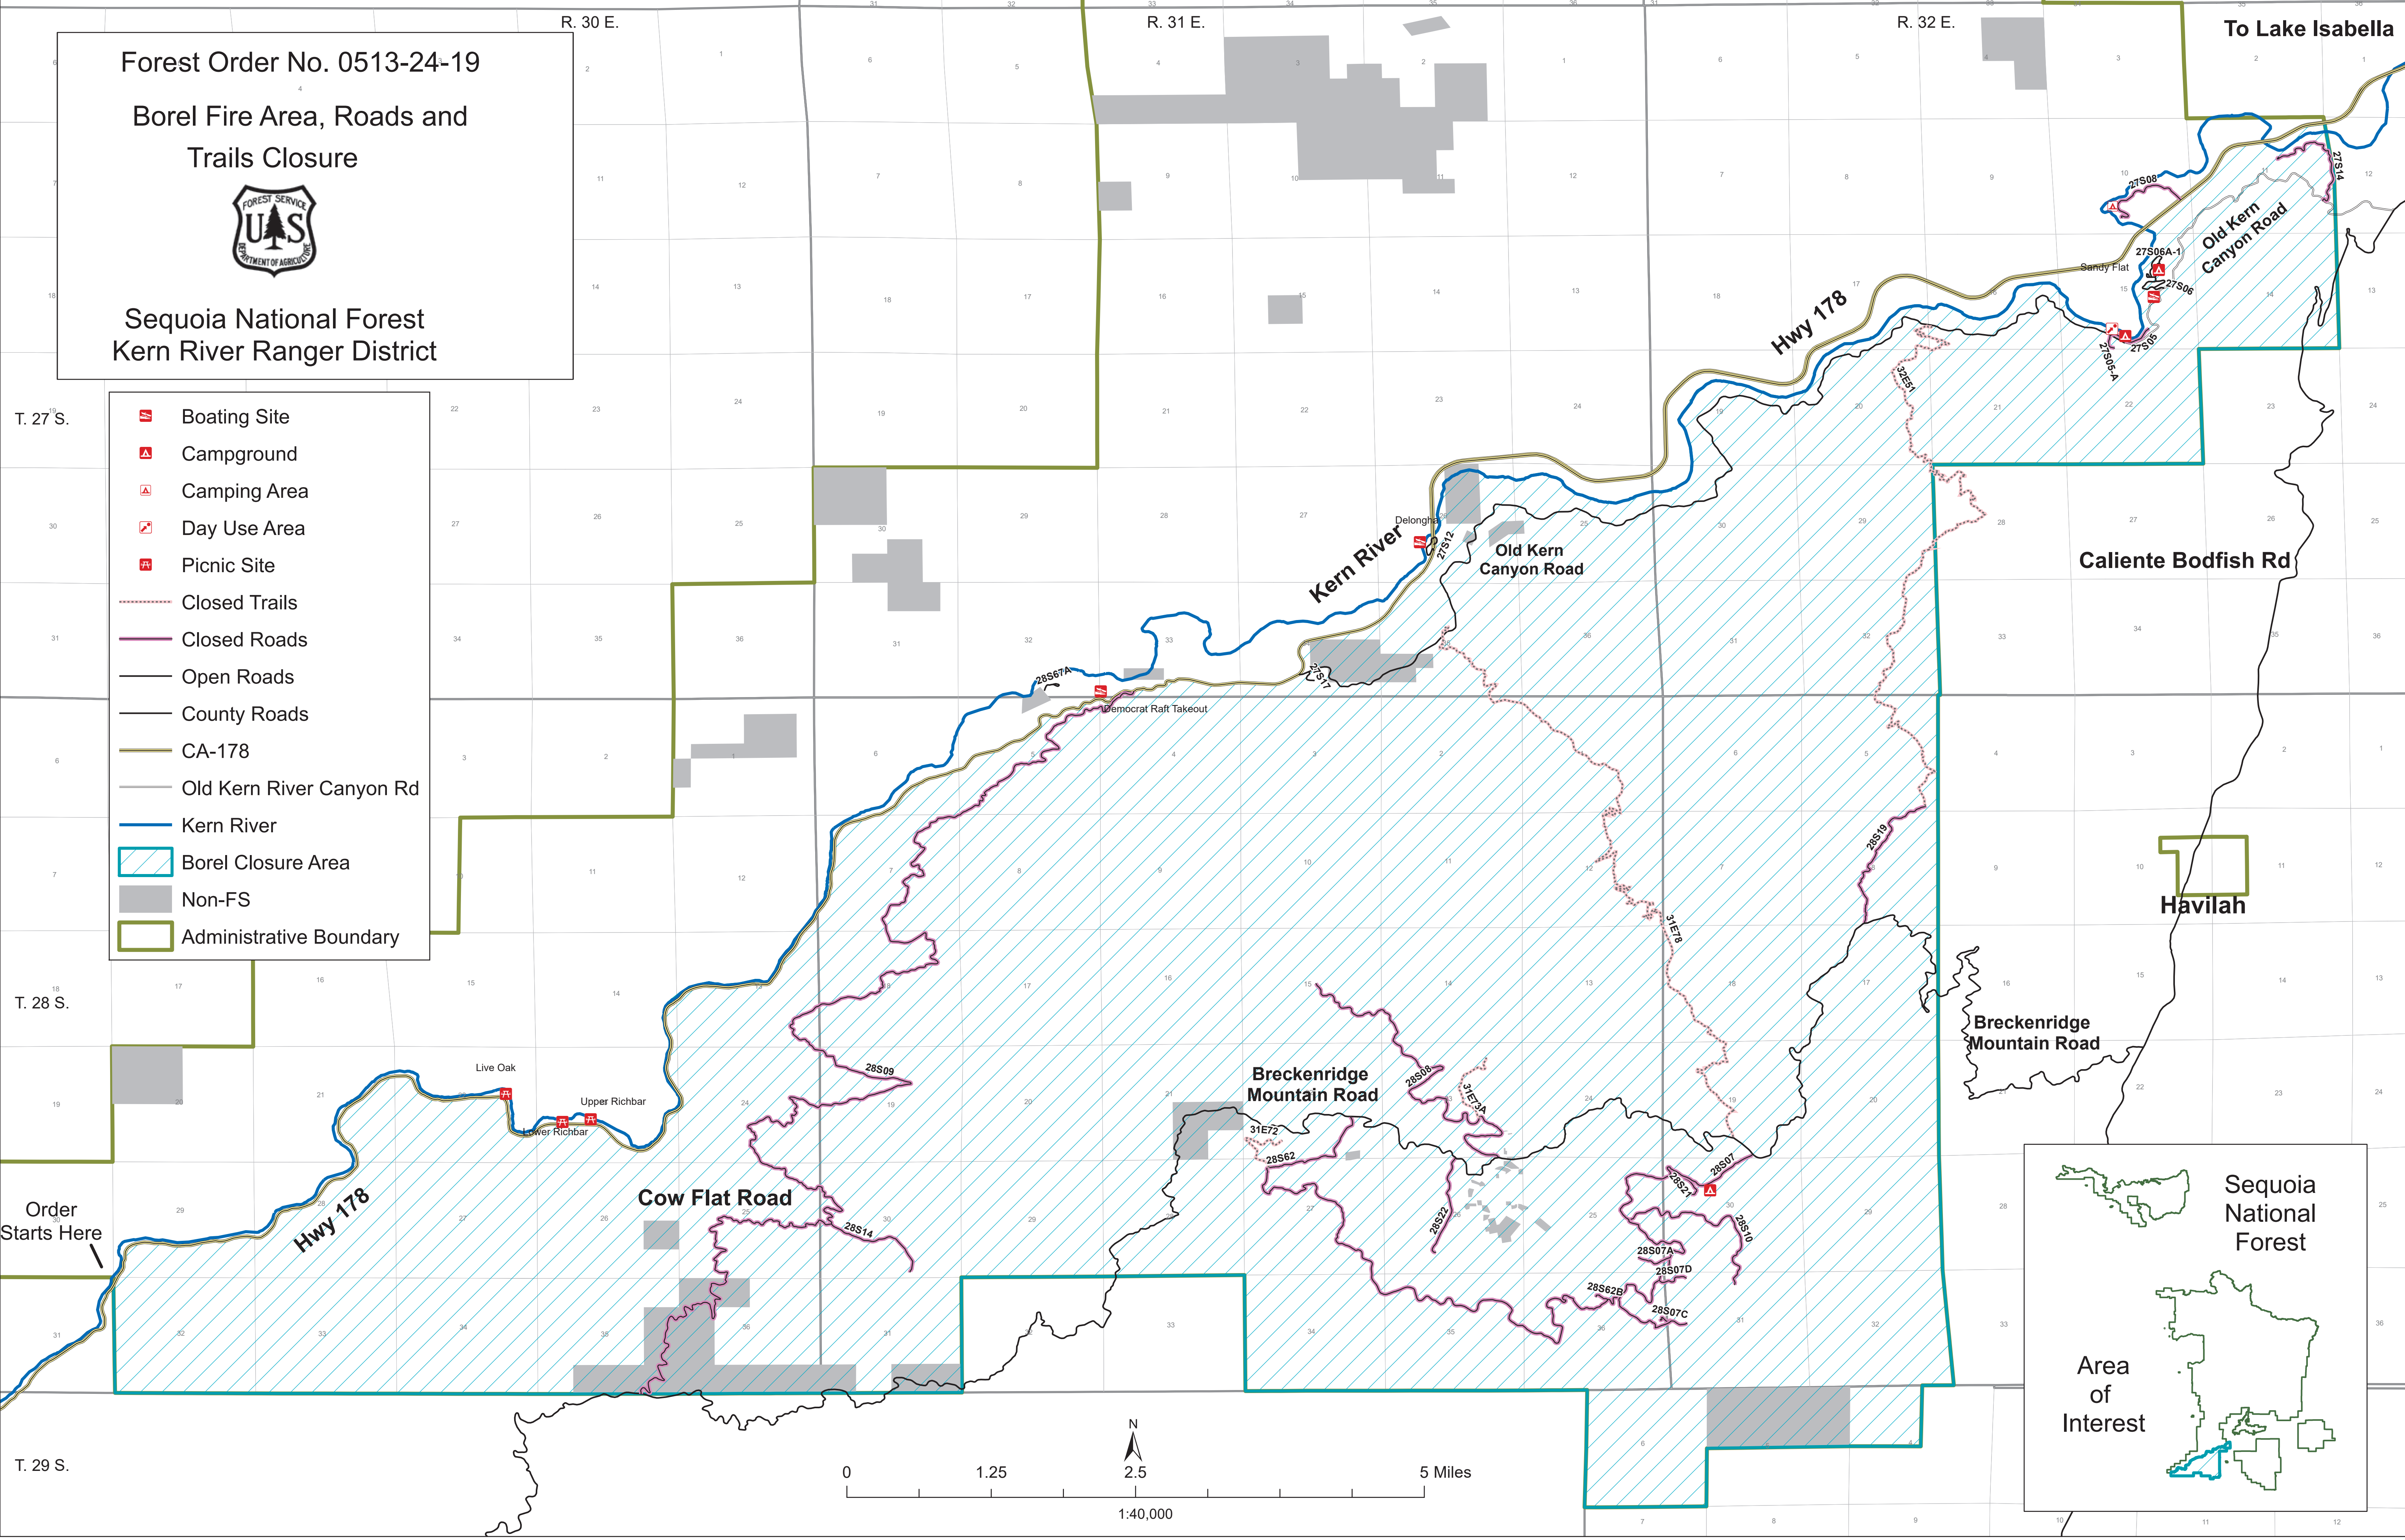 R. 30 E.
R. 31 E.
R. 32 E.
To Lake Isabella
Forest Order No. 0513-24-19
Borel Fire Area, Roads and
Trails Closure
FOREST SERVICE
U S
DEPARTMENT OF AGRICULTURE
Sequoia National Forest
Kern River Ranger District
Boating Site
Campground
Camping Area
Day Use Area
Picnic Site
Closed Trails
Closed Roads
Open Roads
County Roads
CA-178
Old Kern River Canyon Rd
Kern River
Borel Closure Area
Non-FS
Administrative Boundary
T. 27 S.
T. 28 S.
T. 29 S.
27S14
27S08
Old Kern
Canyon Road
27S06A-1
Sandy Flat
27S06
27S05
27S05-A
Hwy 178
32E51
Delongha
27S12
Kern River
Old Kern
Canyon Road
Caliente Bodfish Rd
28S67A
27S17
Democrat Raft Takeout
28S19
Havilah
31E78
Breckenridge
Mountain Road
Live Oak
Upper Richbar
Lower Richbar
28S09
Breckenridge
Mountain Road
28S08
31E73A
31E72
28S62
28S07
28S21
Cow Flat Road
28S14
28S22
28S10
28S07A
28S07D
28S62B
28S07C
Order
Starts Here
Hwy 178
N
0
1.25
2.5
5 Miles
1:40,000
Sequoia
National
Forest
Area
of
Interest